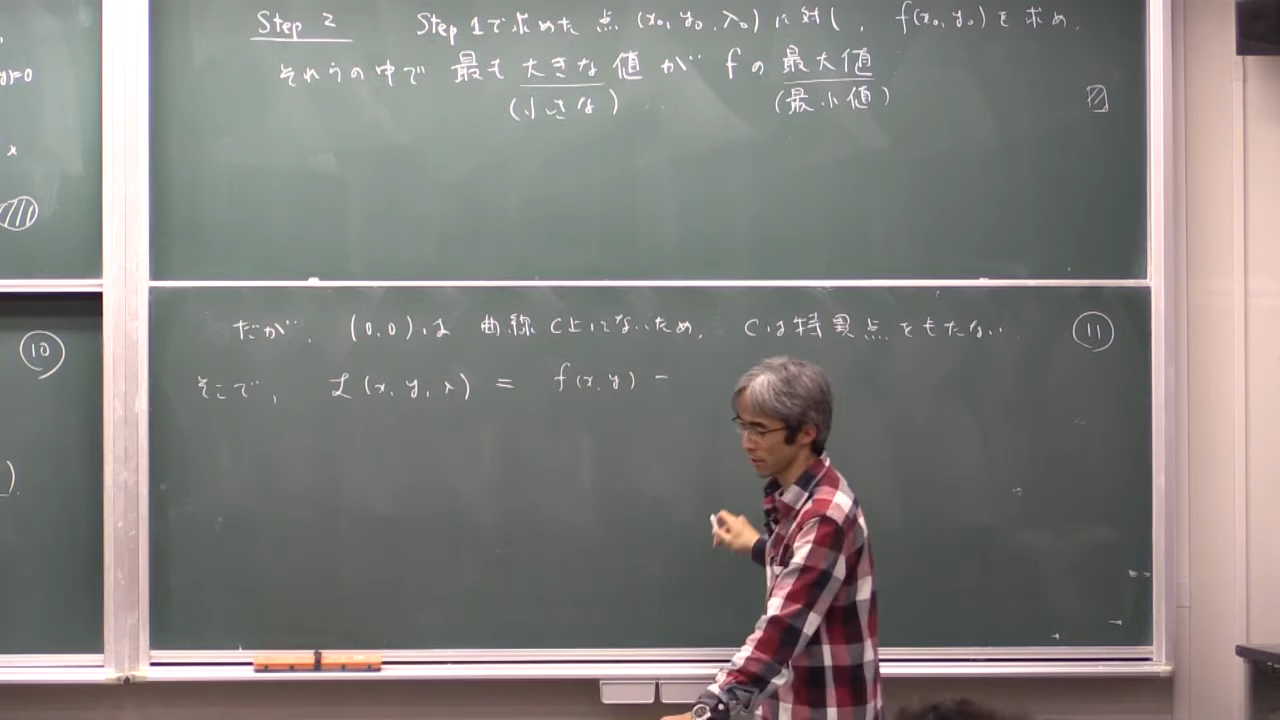 y)=0
x
⑩
)
Step 2 Step 1で求めた点 (x₀, y₀, λ₀) に対し, f(x₀, y₀) を求め,
それらの中で 最も 大きな 値 が f の 最大値
(小さな) (最小値)
だが, (0,0) は 曲線 C上にないため, Cは特異点をもたない. ⑪
そこで, ℒ(x, y, λ) = f(x, y) −